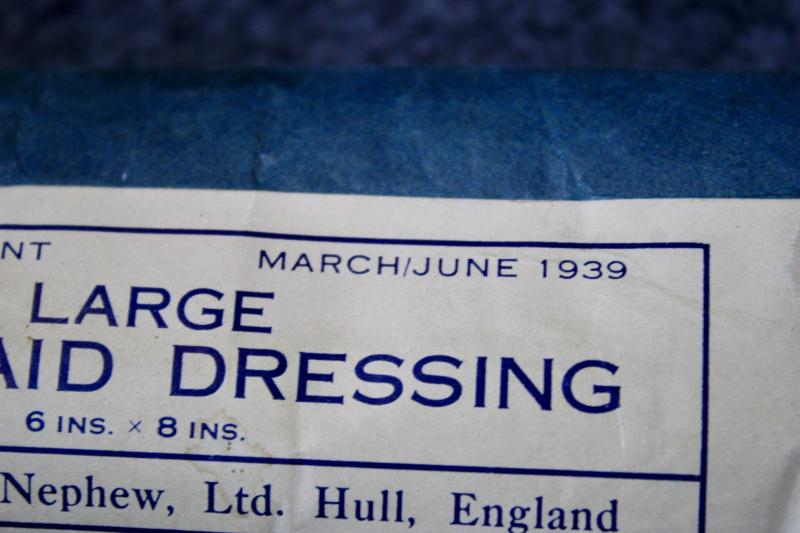 NT MARCH/JUNE 1939
LARGE
AID DRESSING
6 INS. × 8 INS.
Nephew, Ltd. Hull, England